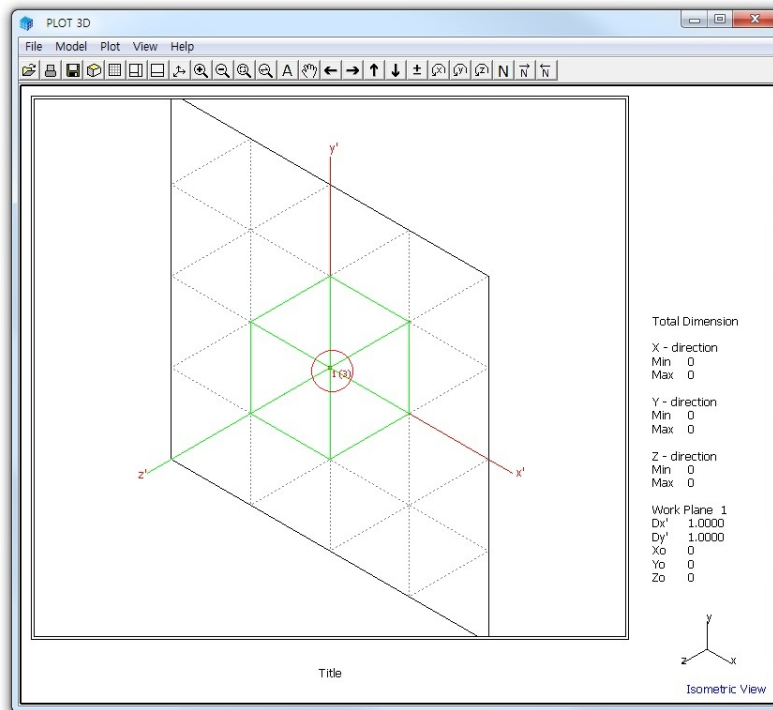 PLOT 3D
File Model Plot View Help
A ± x y z N N N
y'
1 (3)
z'
x'
Total Dimension
X - direction
Min 0
Max 0
Y - direction
Min 0
Max 0
Z - direction
Min 0
Max 0
Work Plane 1
Dx' 1.0000
Dy' 1.0000
Xo 0
Yo 0
Zo 0
y
z
x
Title
Isometric View